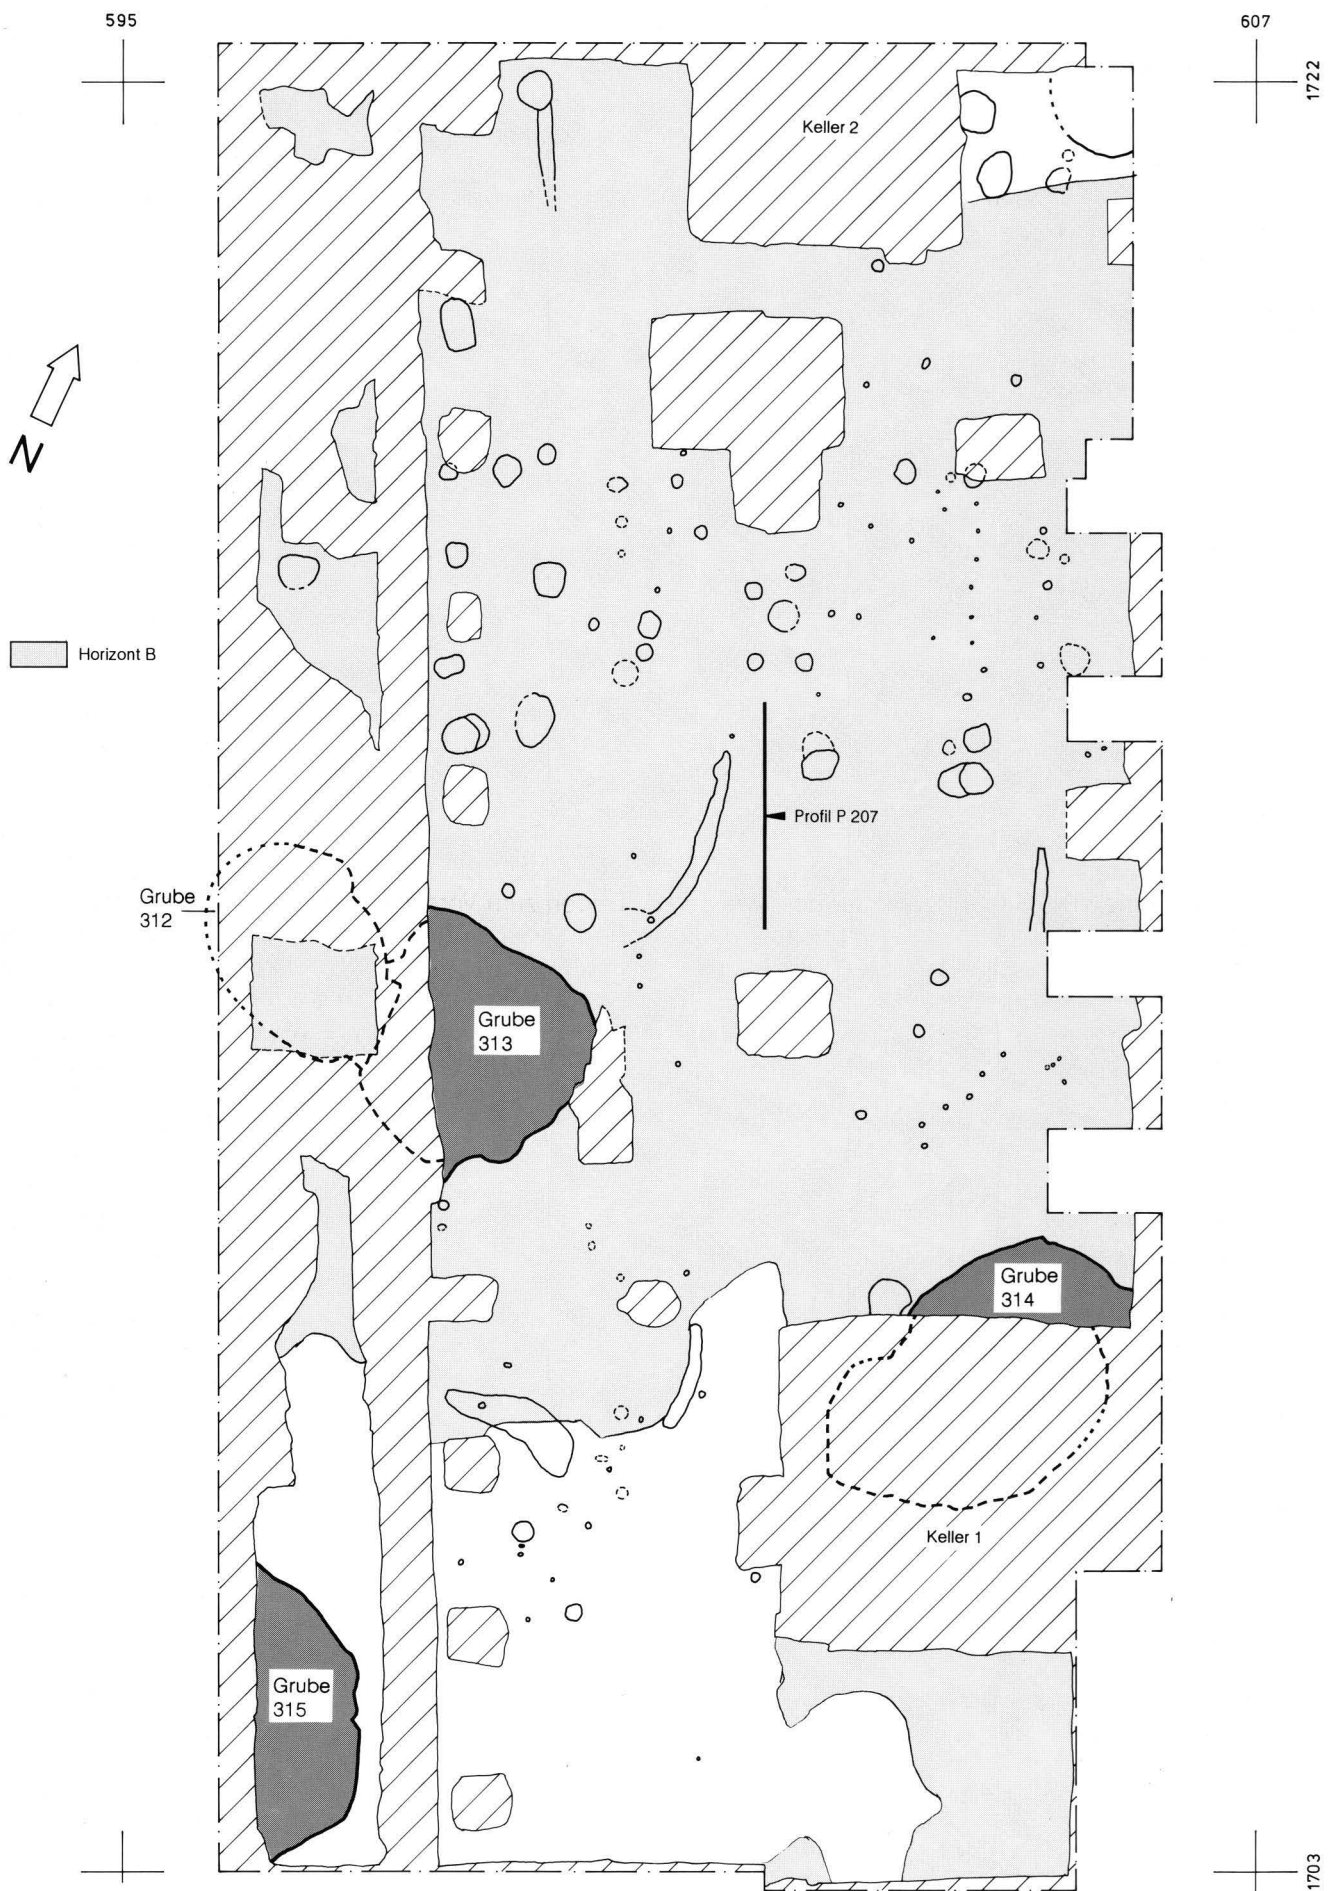 595
607
1722
Keller 2
N
Horizont B
Profil P 207
Grube
312
Grube
313
Grube
314
Keller 1
Grube
315
1703